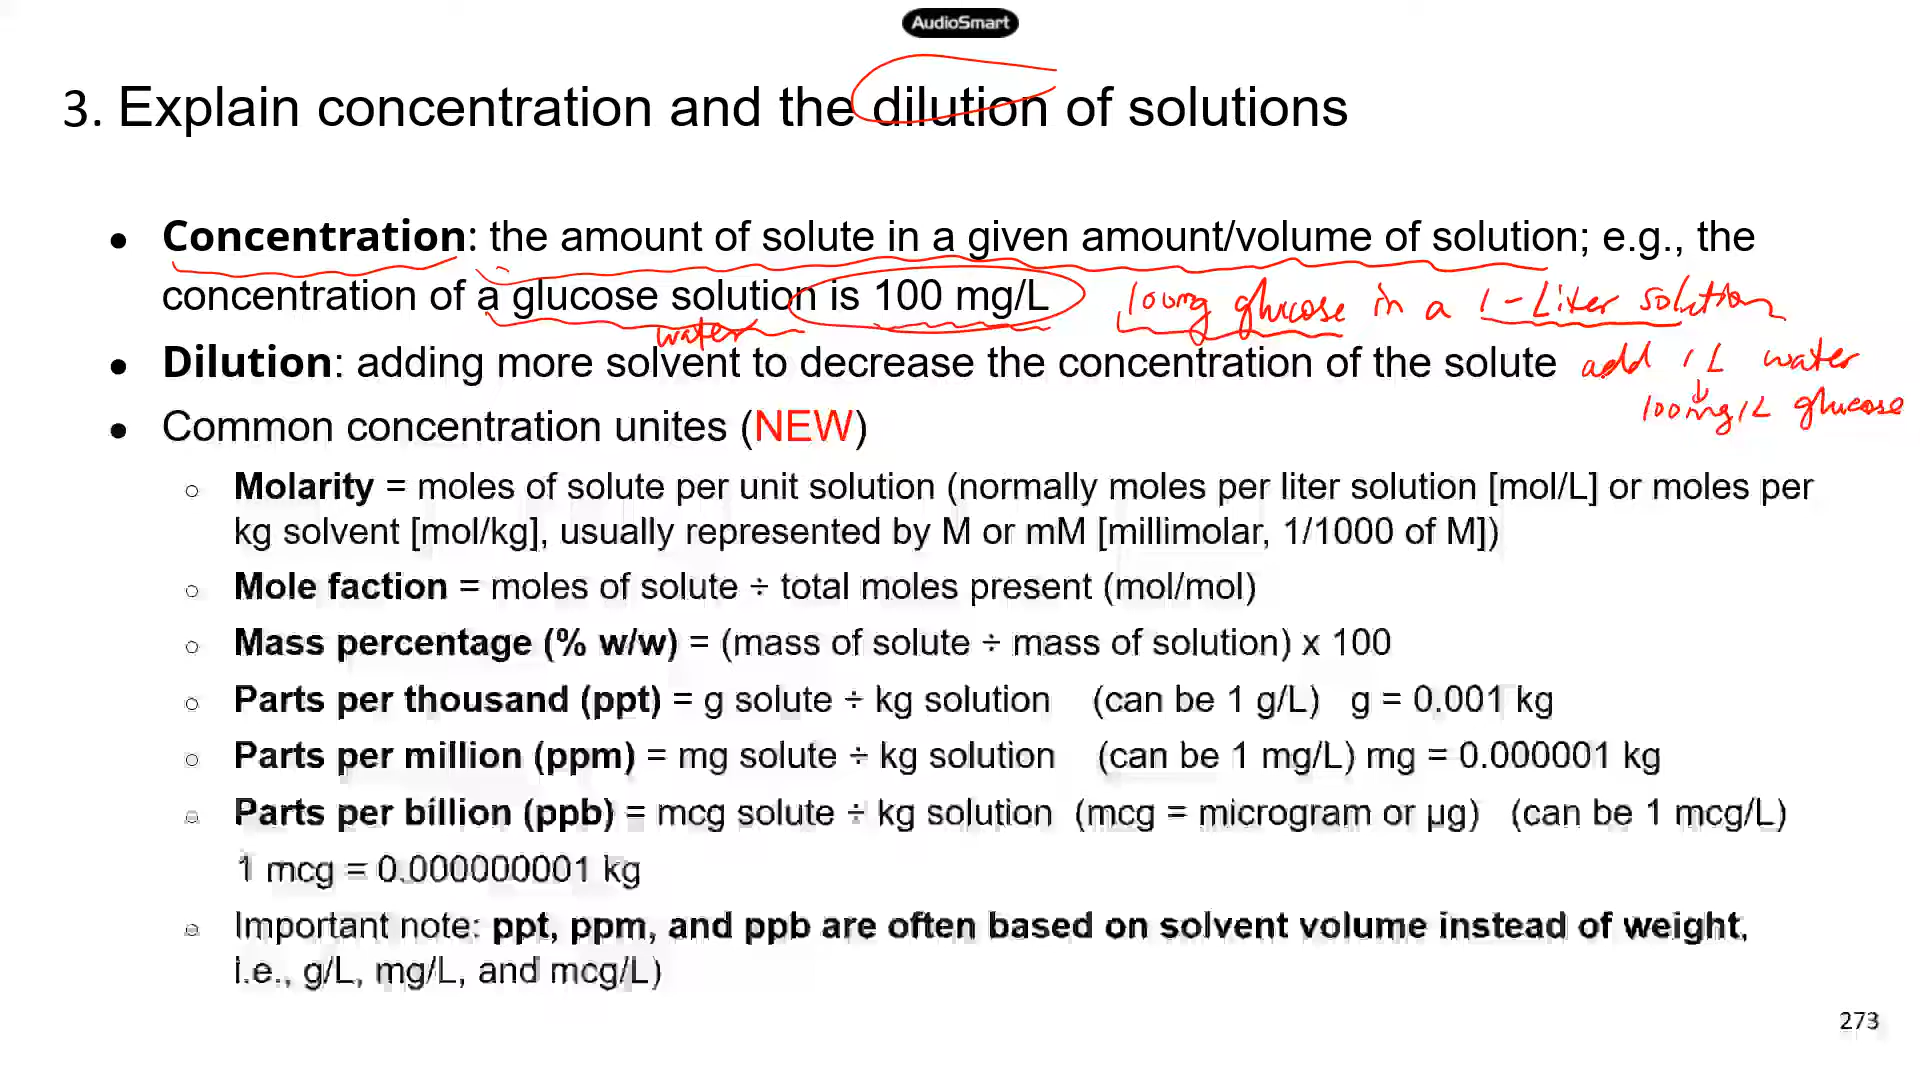 AudioSmart
3. Explain concentration and the dilution of solutions
● Concentration: the amount of solute in a given amount/volume of solution; e.g., the
concentration of a glucose solution is 100 mg/L 100mg glucose in a 1-Liter solution
water
● Dilution: adding more solvent to decrease the concentration of the solute add 1 L water
↓
100mg/L glucose
● Common concentration unites (NEW)
○ Molarity = moles of solute per unit solution (normally moles per liter solution [mol/L] or moles per
kg solvent [mol/kg], usually represented by M or mM [millimolar, 1/1000 of M])
○ Mole faction = moles of solute ÷ total moles present (mol/mol)
○ Mass percentage (% w/w) = (mass of solute ÷ mass of solution) x 100
○ Parts per thousand (ppt) = g solute ÷ kg solution (can be 1 g/L) g = 0.001 kg
○ Parts per million (ppm) = mg solute ÷ kg solution (can be 1 mg/L) mg = 0.000001 kg
○ Parts per billion (ppb) = mcg solute ÷ kg solution (mcg = microgram or µg) (can be 1 mcg/L)
1 mcg = 0.000000001 kg
○ Important note: ppt, ppm, and ppb are often based on solvent volume instead of weight,
i.e., g/L, mg/L, and mcg/L)
273